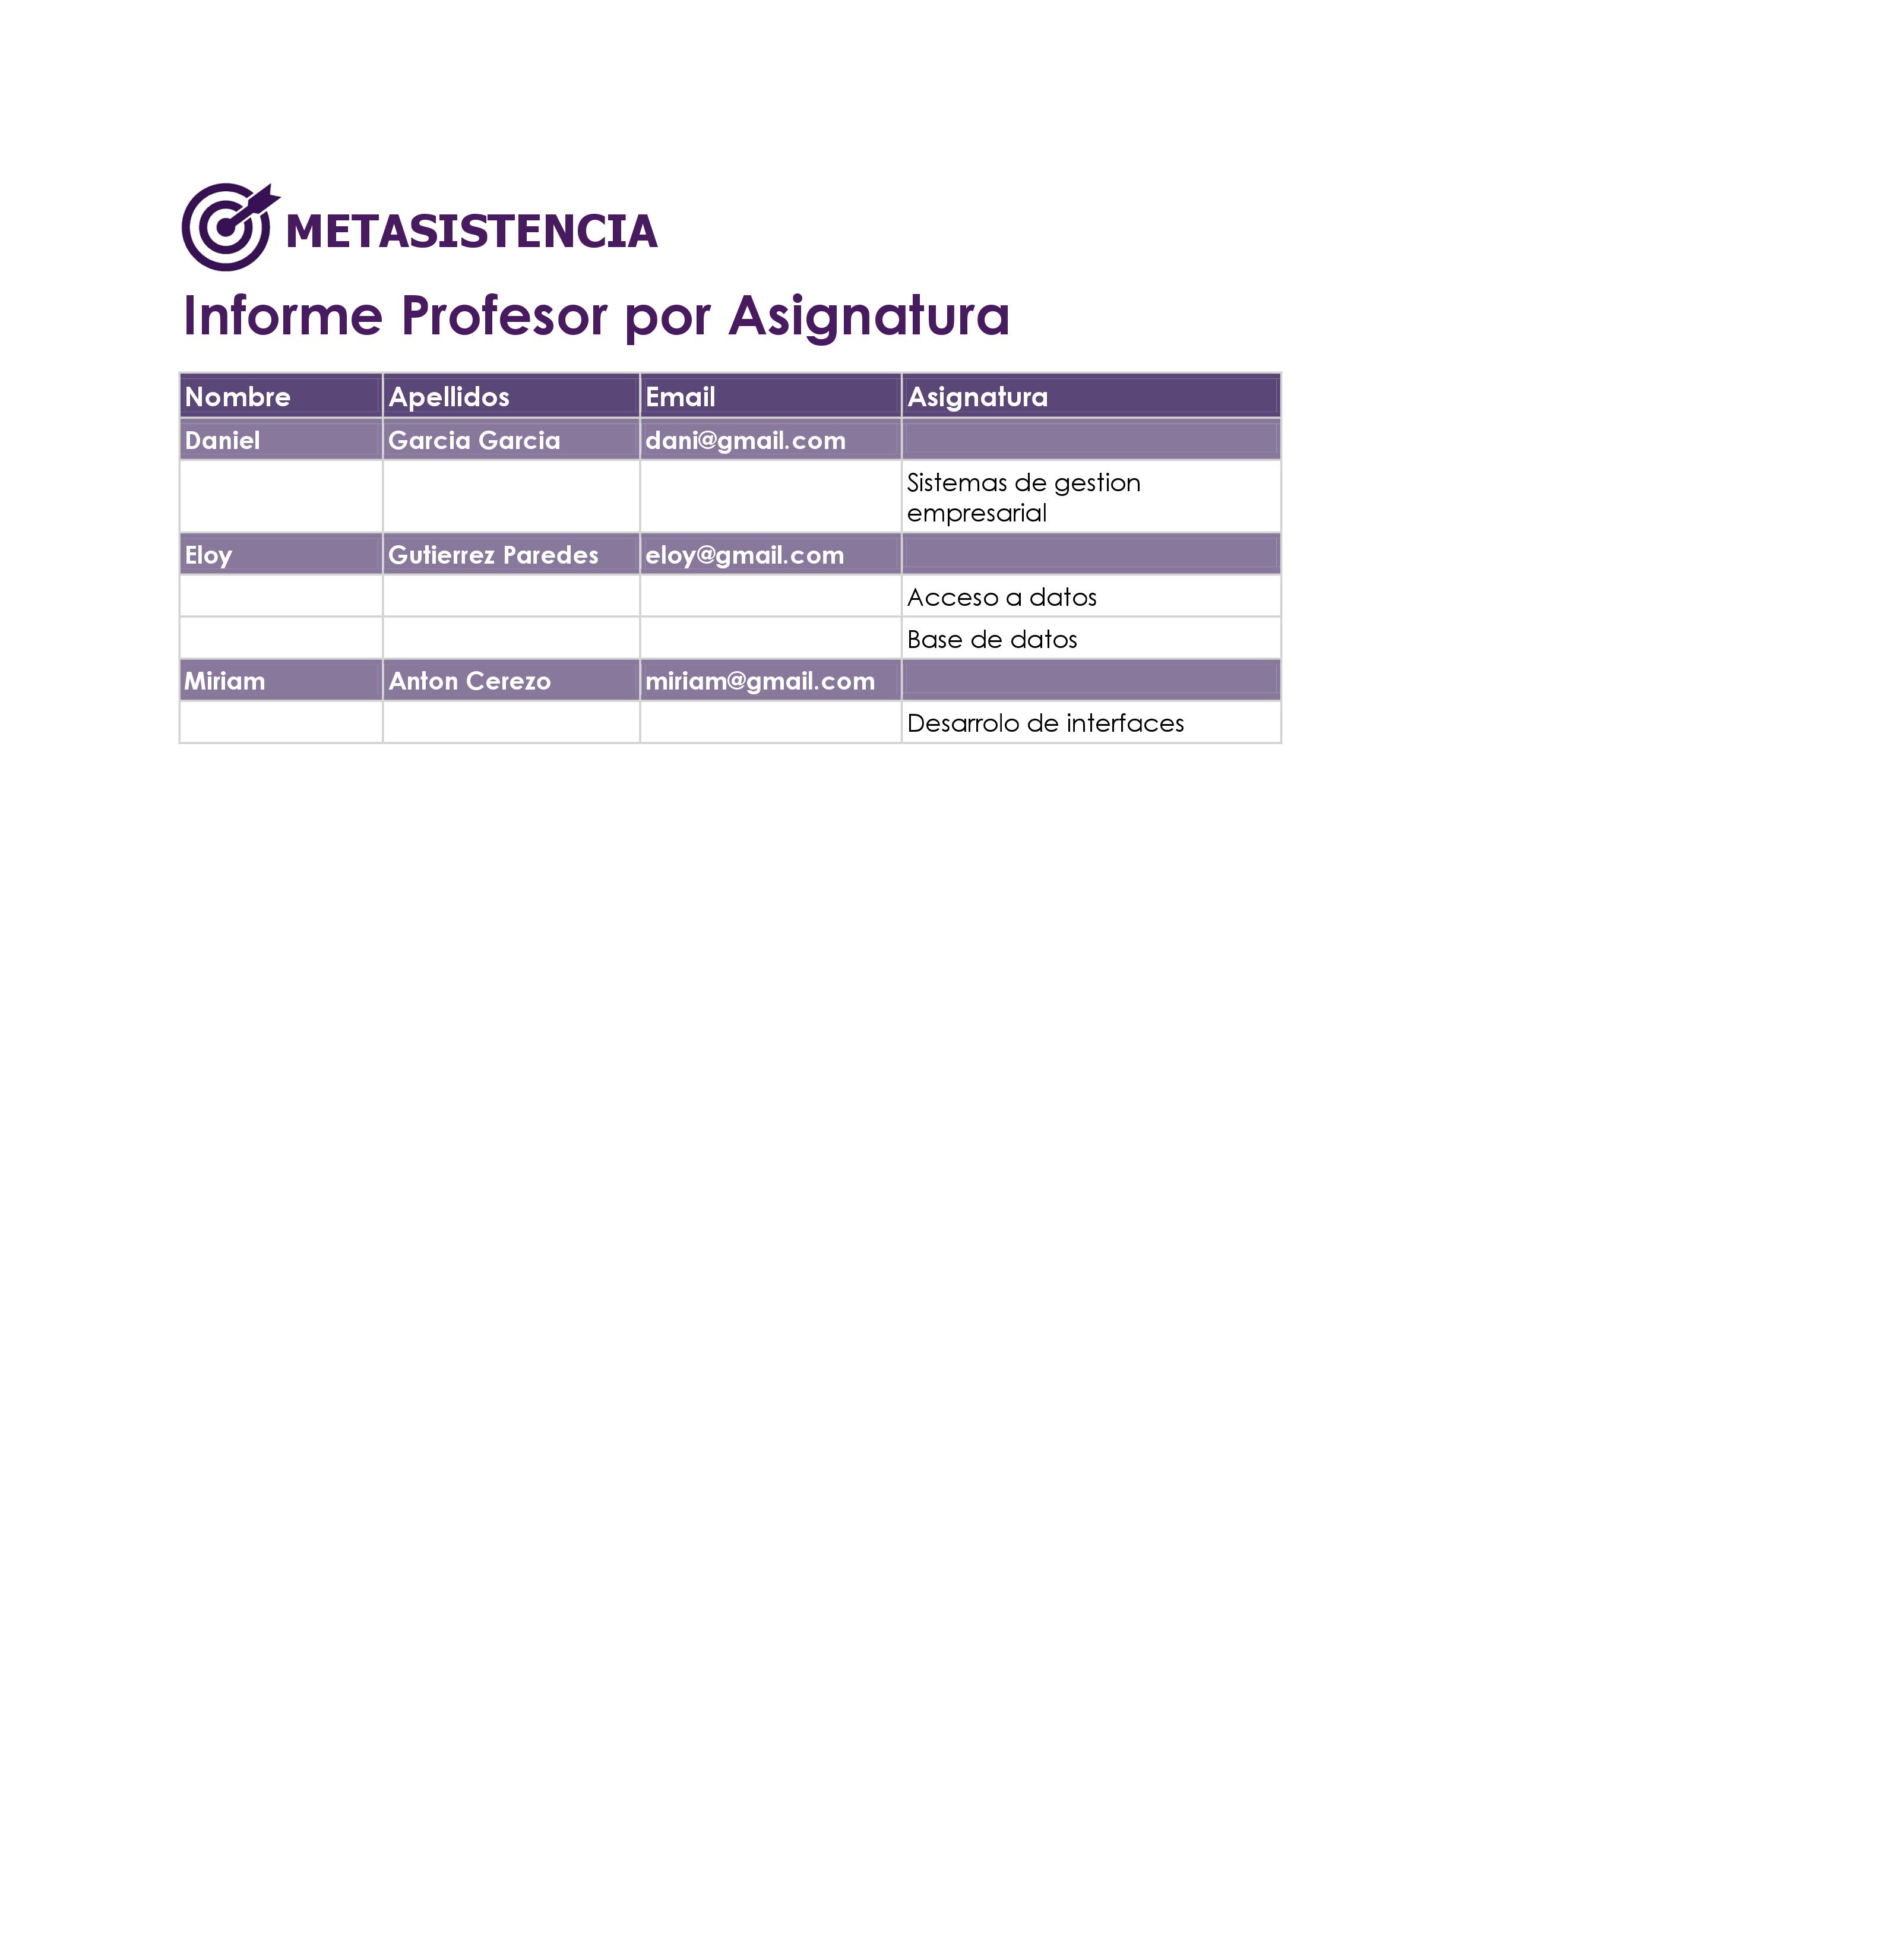 METASISTENCIA
Informe Profesor por Asignatura
Nombre Apellidos Email Asignatura
Daniel Garcia Garcia dani@gmail.com
Sistemas de gestion
empresarial
Eloy Gutierrez Paredes eloy@gmail.com
Acceso a datos
Base de datos
Miriam Anton Cerezo miriam@gmail.com
Desarrolo de interfaces